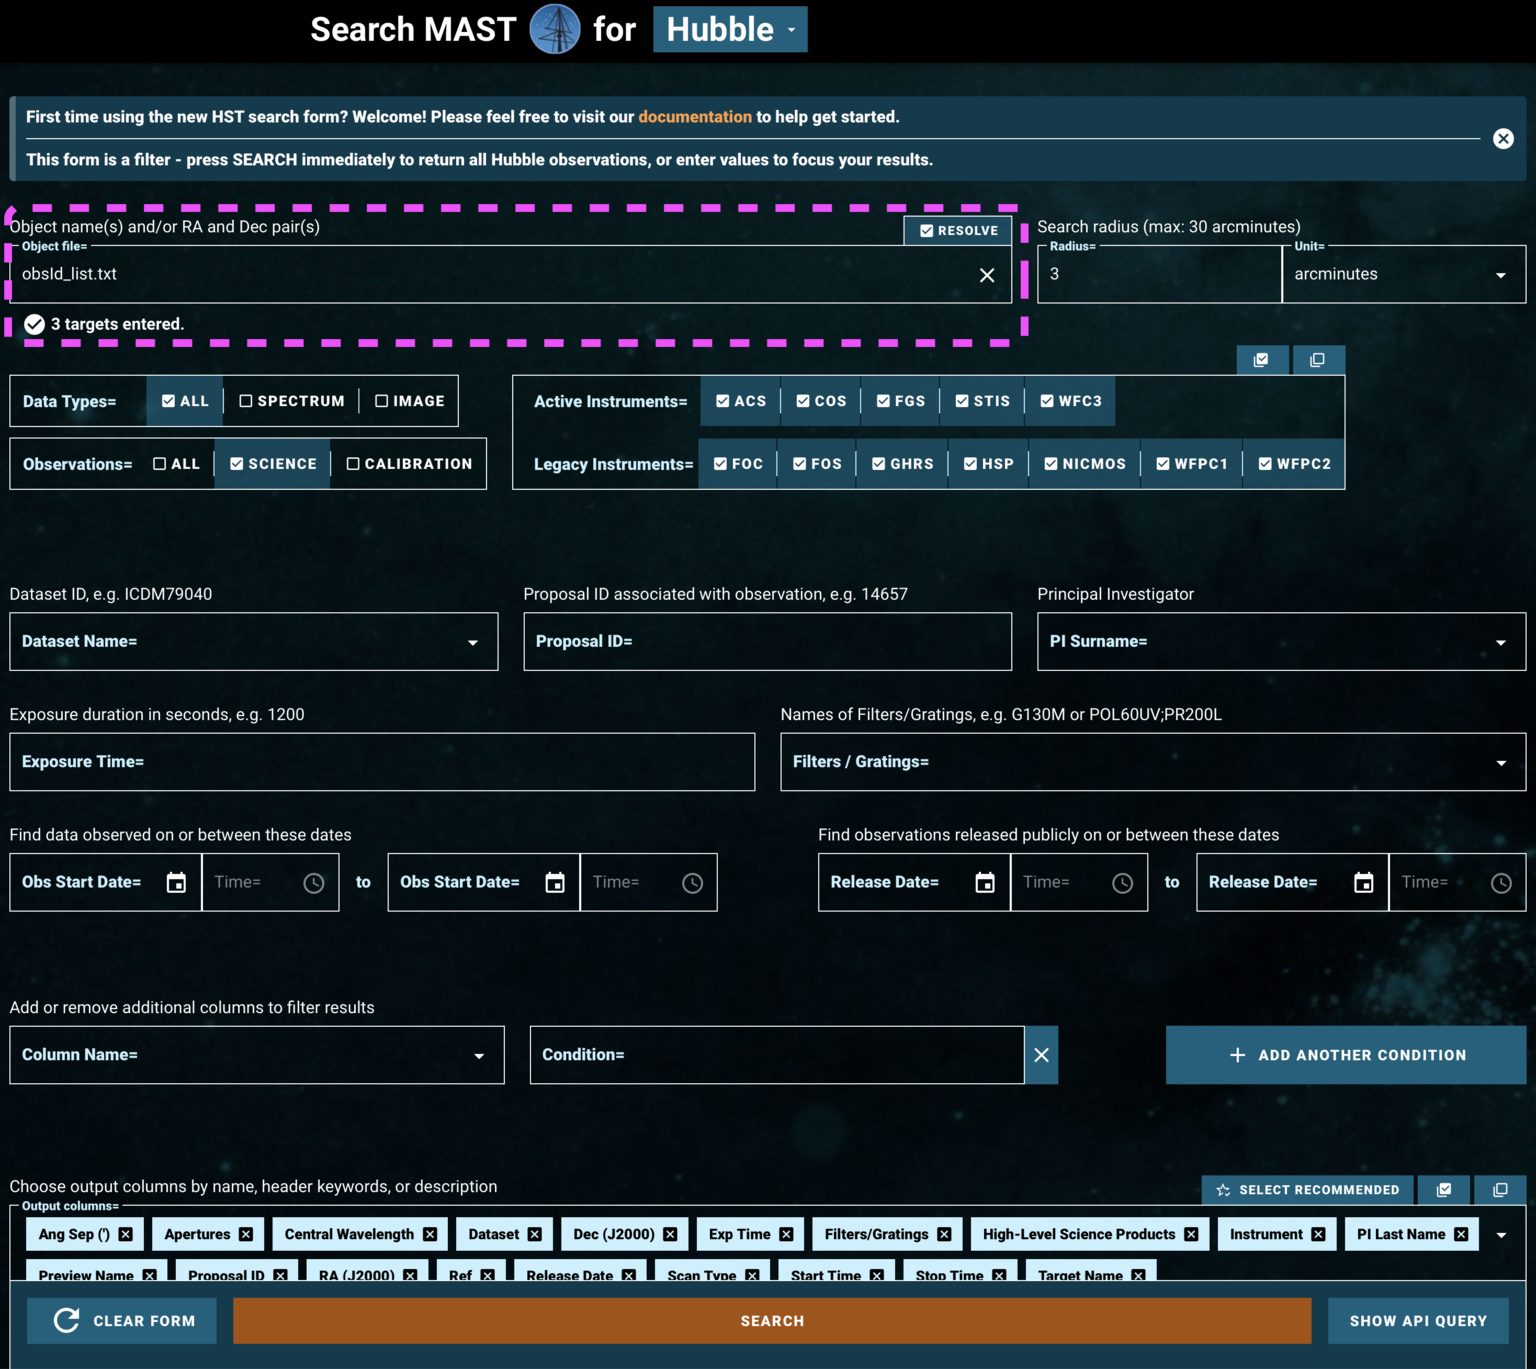 Search MAST for Hubble
First time using the new HST search form? Welcome! Please feel free to visit our documentation to help get started.
This form is a filter - press SEARCH immediately to return all Hubble observations, or enter values to focus your results.
Object name(s) and/or RA and Dec pair(s)
RESOLVE
Object file=
obsId_list.txt
3 targets entered.
Search radius (max: 30 arcminutes)
Radius= Unit=
3 arcminutes
Data Types= ALL SPECTRUM IMAGE
Observations= ALL SCIENCE CALIBRATION
Active Instruments= ACS COS FGS STIS WFC3
Legacy Instruments= FOC FOS GHRS HSP NICMOS WFPC1 WFPC2
Dataset ID, e.g. ICDM79040
Dataset Name=
Proposal ID associated with observation, e.g. 14657
Proposal ID=
Principal Investigator
PI Surname=
Exposure duration in seconds, e.g. 1200
Exposure Time=
Names of Filters/Gratings, e.g. G130M or POL60UV;PR200L
Filters / Gratings=
Find data observed on or between these dates
Obs Start Date= Time= to Obs Start Date= Time=
Find observations released publicly on or between these dates
Release Date= Time= to Release Date= Time=
Add or remove additional columns to filter results
Column Name= Condition= ADD ANOTHER CONDITION
Choose output columns by name, header keywords, or description
SELECT RECOMMENDED
Output columns=
Ang Sep (') Apertures Central Wavelength Dataset Dec (J2000) Exp Time Filters/Gratings High-Level Science Products Instrument PI Last Name
Preview Name Proposal ID RA (J2000) Ref Release Date Scan Type Start Time Stop Time Target Name
CLEAR FORM SEARCH SHOW API QUERY